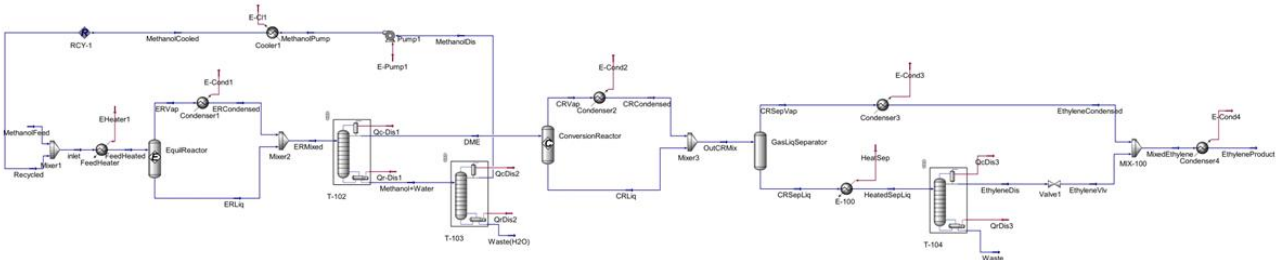 E-Cl1
RCY-1
MethanolCooled
Cooler1
MethanolPump
Pump1
MethanolDis
E-Pump1
E-Cond1
ERVap
Condenser1
ERCondensed
EHeater1
MethanolFeed
Mixer1
inlet
FeedHeater
FeedHeated
Recycled
EquilReactor
Mixer2
ERMixed
ERLiq
Qc-Dis1
DME
Qr-Dis1
T-102
Methanol+Water
QcDis2
QrDis2
T-103
Waste(H2O)
E-Cond2
CRVap
Condenser2
CRCondensed
ConversionReactor
Mixer3
OutCRMix
CRLiq
E-Cond3
CRSepVap
Condenser3
EthyleneCondensed
GasLiqSeparator
HeatSep
CRSepLiq
E-100
HeatedSepLiq
QcDis3
EthyleneDis
Valve1
EthyleneVlv
QrDis3
T-104
Waste
MIX-100
MixedEthylene
E-Cond4
Condenser4
EthyleneProduct